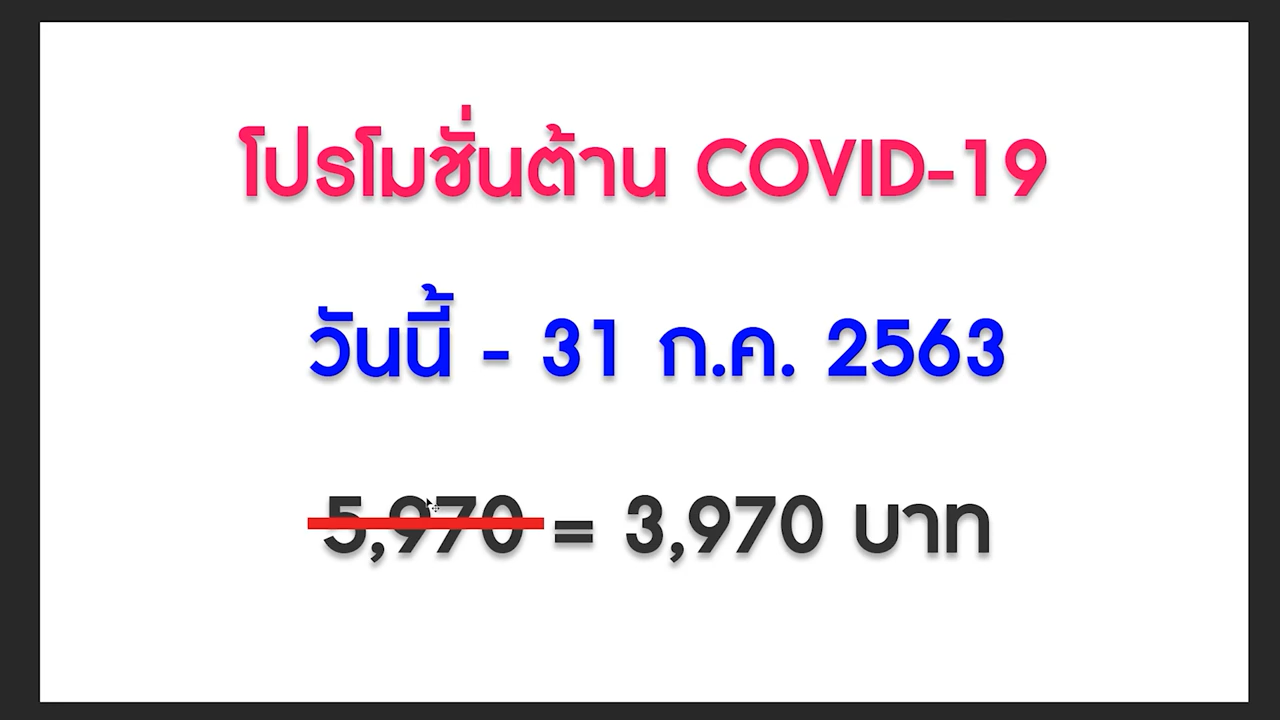 โปรโมชั่นต้าน COVID-19
วันนี้ - 31 ก.ค. 2563
5,970 = 3,970 บาท